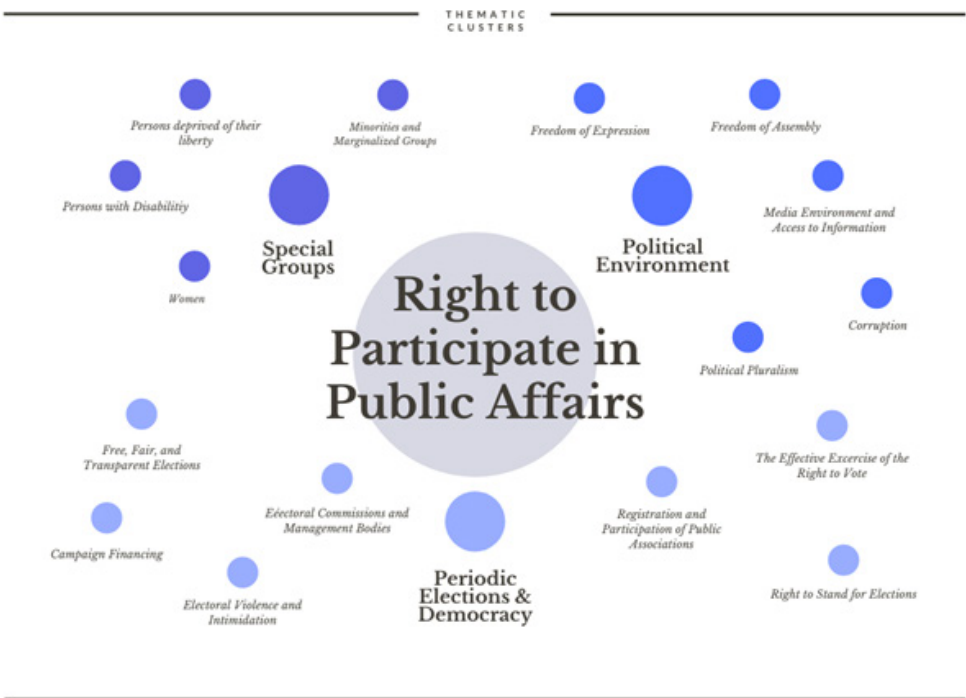 THEMATIC
CLUSTERS
Persons deprived of their
liberty
Minorities and
Marginalized Groups
Freedom of Expression
Freedom of Assembly
Persons with Disabilitiy
Special
Groups
Political
Environment
Media Environment and
Access to Information
Women
Corruption
Right to
Participate in
Public Affairs
Political Pluralism
Free, Fair, and
Transparent Elections
The Effective Excercise of the
Right to Vote
Eéectoral Commissions and
Management Bodies
Registration and
Participation of Public
Associations
Campaign Financing
Periodic
Elections &
Democracy
Electoral Violence and
Intimidation
Right to Stand for Elections